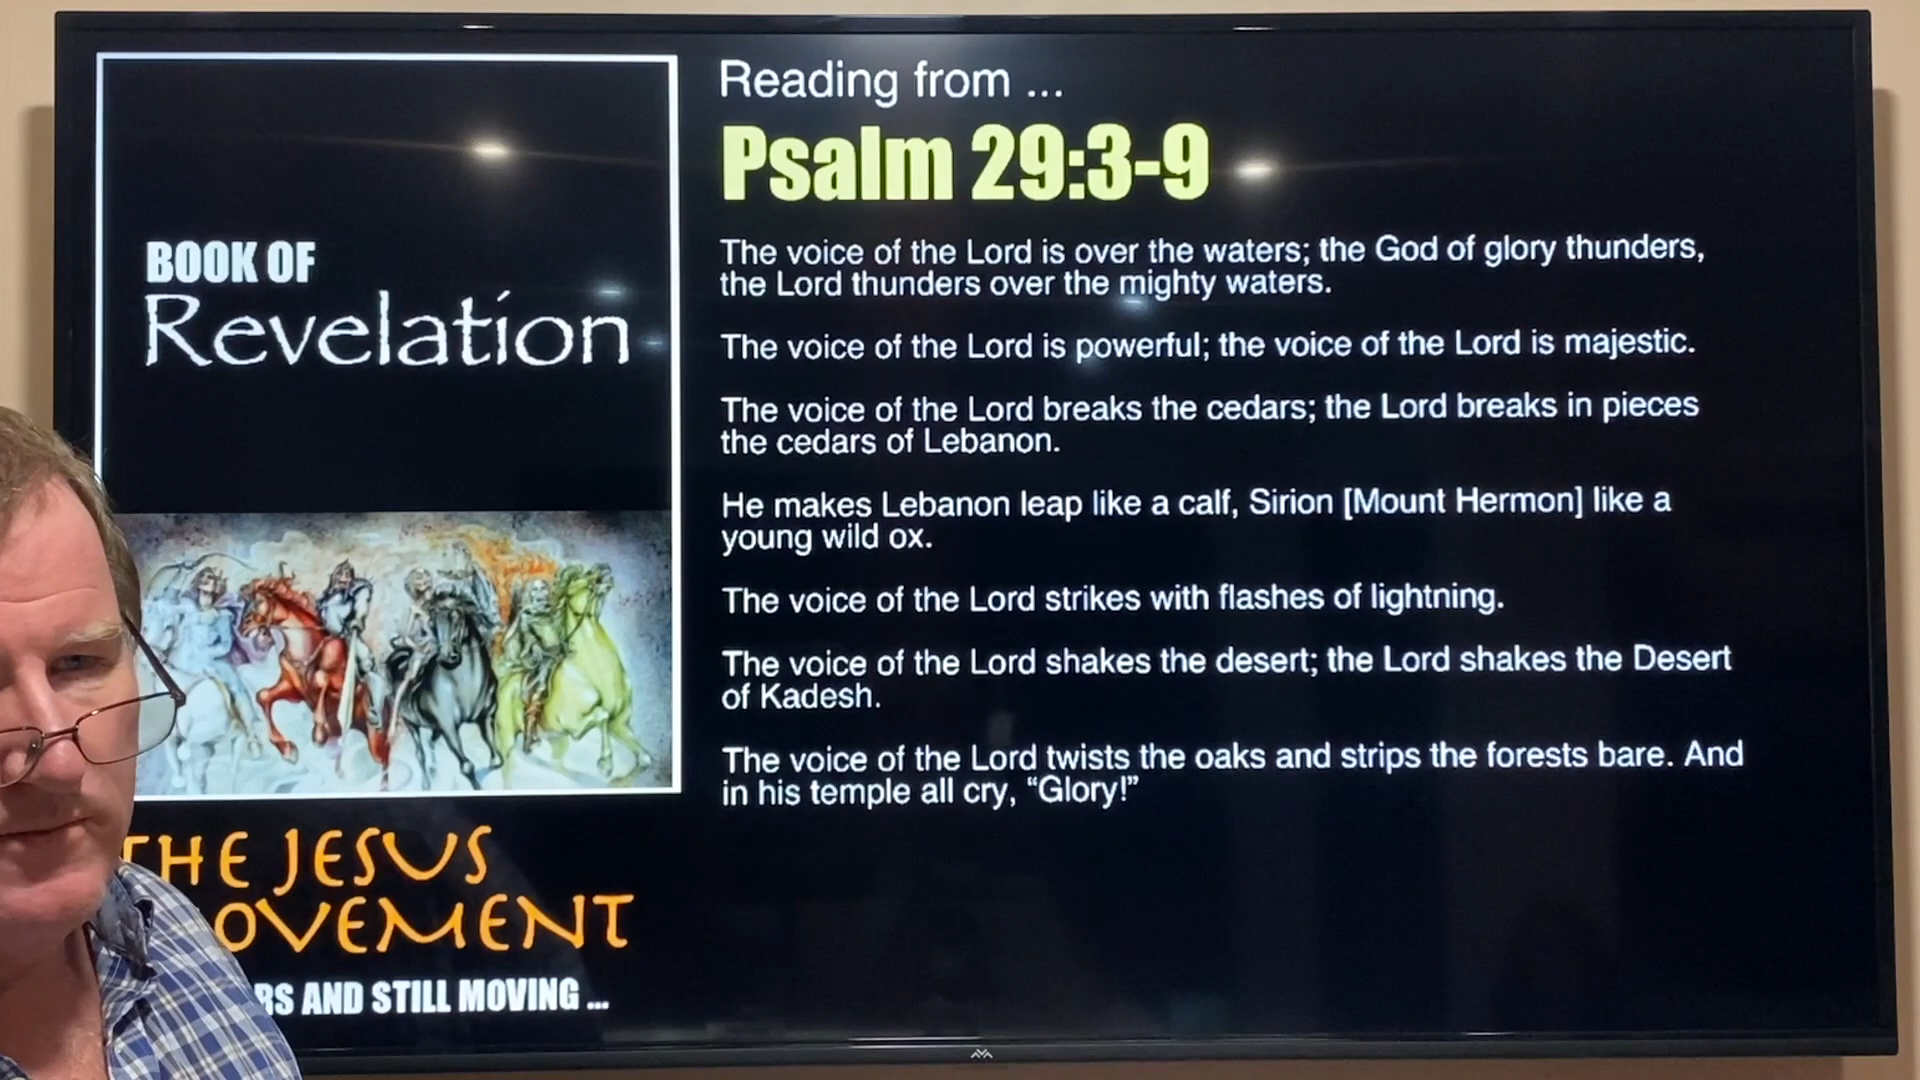 BOOK OF
Revelation
THE JESUS
OVEMENT
RS AND STILL MOVING ...
Reading from ...
Psalm 29:3-9
The voice of the Lord is over the waters; the God of glory thunders,
the Lord thunders over the mighty waters.
The voice of the Lord is powerful; the voice of the Lord is majestic.
The voice of the Lord breaks the cedars; the Lord breaks in pieces
the cedars of Lebanon.
He makes Lebanon leap like a calf, Sirion [Mount Hermon] like a
young wild ox.
The voice of the Lord strikes with flashes of lightning.
The voice of the Lord shakes the desert; the Lord shakes the Desert
of Kadesh.
The voice of the Lord twists the oaks and strips the forests bare. And
in his temple all cry, “Glory!”